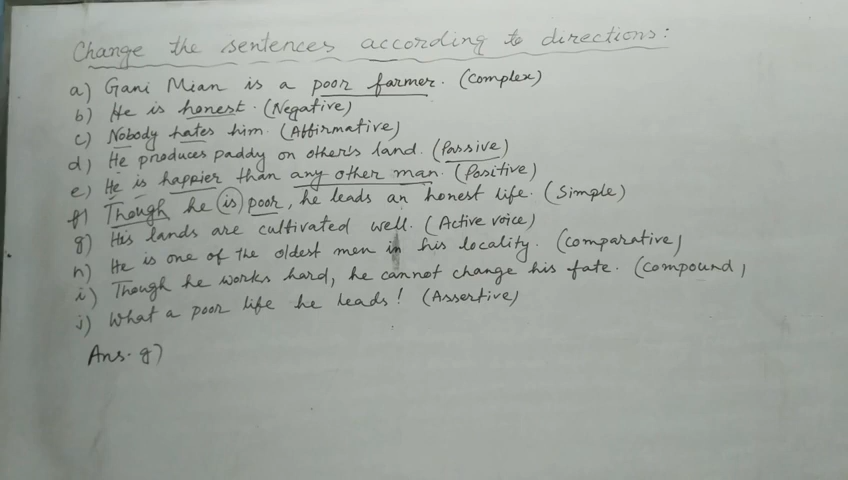 Change the sentences according to directions:
a) Gani Mian is a poor farmer. (Complex)
b) He is honest. (Negative)
c) Nobody hates him. (Affirmative)
d) He produces paddy on other's land. (Passive)
e) He is happier than any other man. (Positive)
f) Though he is poor, he leads an honest life. (Simple)
g) His lands are cultivated well. (Active voice)
h) He is one of the oldest men in his locality. (Comparative)
i) Though he works hard, he cannot change his fate. (Compound)
j) What a poor life he leads! (Assertive)
Ans. g)